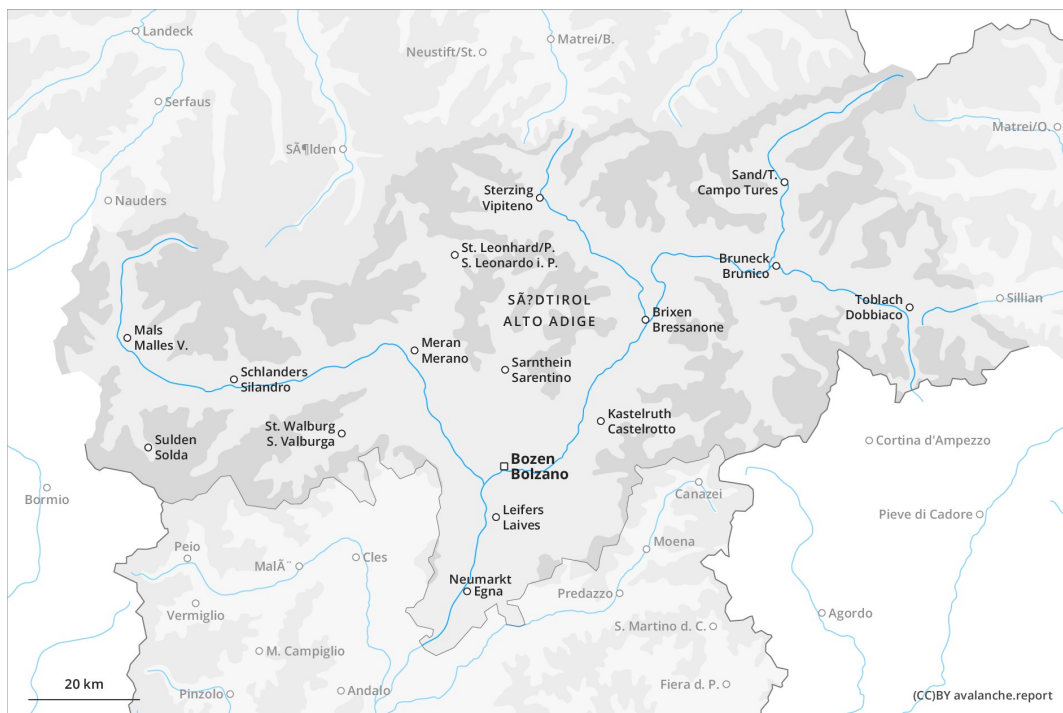 Landeck
Matrei/B.
Neustift/St.
Serfaus
Matrei/O.
SÃ¶lden
Sand/T.
Campo Tures
Sterzing
Vipiteno
Nauders
St. Leonhard/P.
S. Leonardo i. P.
Bruneck
Brunico
SÃ?DTIROL
ALTO ADIGE
Toblach
Dobbiaco
Sillian
Brixen
Bressanone
Mals
Malles V.
Meran
Merano
Sarnthein
Sarentino
Schlanders
Silandro
Kastelruth
Castelrotto
St. Walburg
S. Valburga
Sulden
Solda
Cortina d'Ampezzo
Bozen
Bolzano
Bormio
Canazei
Leifers
Laives
Pieve di Cadore
Peio
Moena
Cles
MalÃ¨
Neumarkt
Egna
Predazzo
Vermiglio
Agordo
S. Martino d. C.
M. Campiglio
20 km
Pinzolo
Andalo
Fiera d. P.
(CC)BY avalanche.report